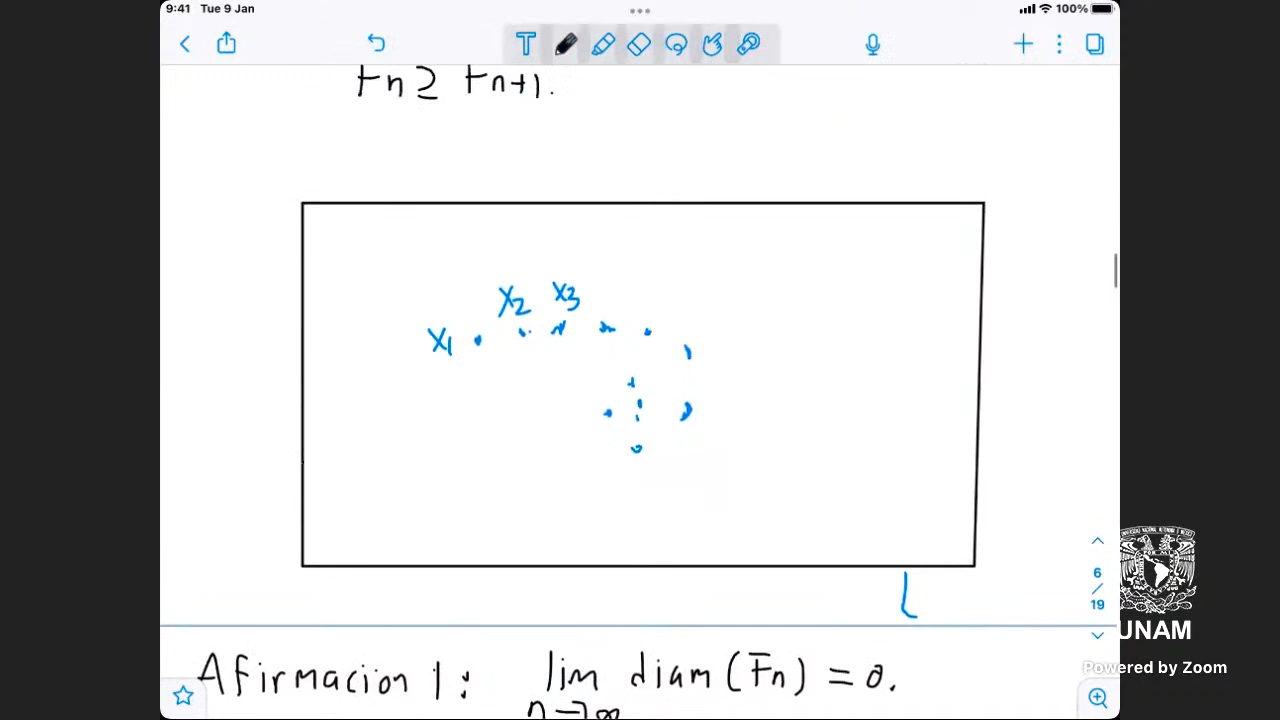 9:41 Tue 9 Jan
100%
Fn ⊇ Fn+1.
X1
X2
X3
L
6
/
19
UNAM
Powered by Zoom
Afirmacion 1: lim diam (Fn) = 0.
n→∞